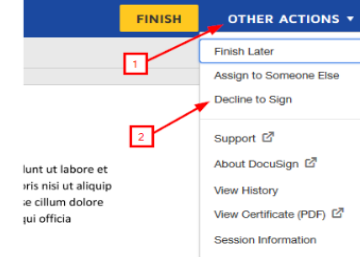 FINISH
OTHER ACTIONS
1
Finish Later
Assign to Someone Else
2
Decline to Sign
Support
About DocuSign
View History
View Certificate (PDF)
Session Information
lunt ut labore et
oris nisi ut aliquip
se cillum dolore
qui officia